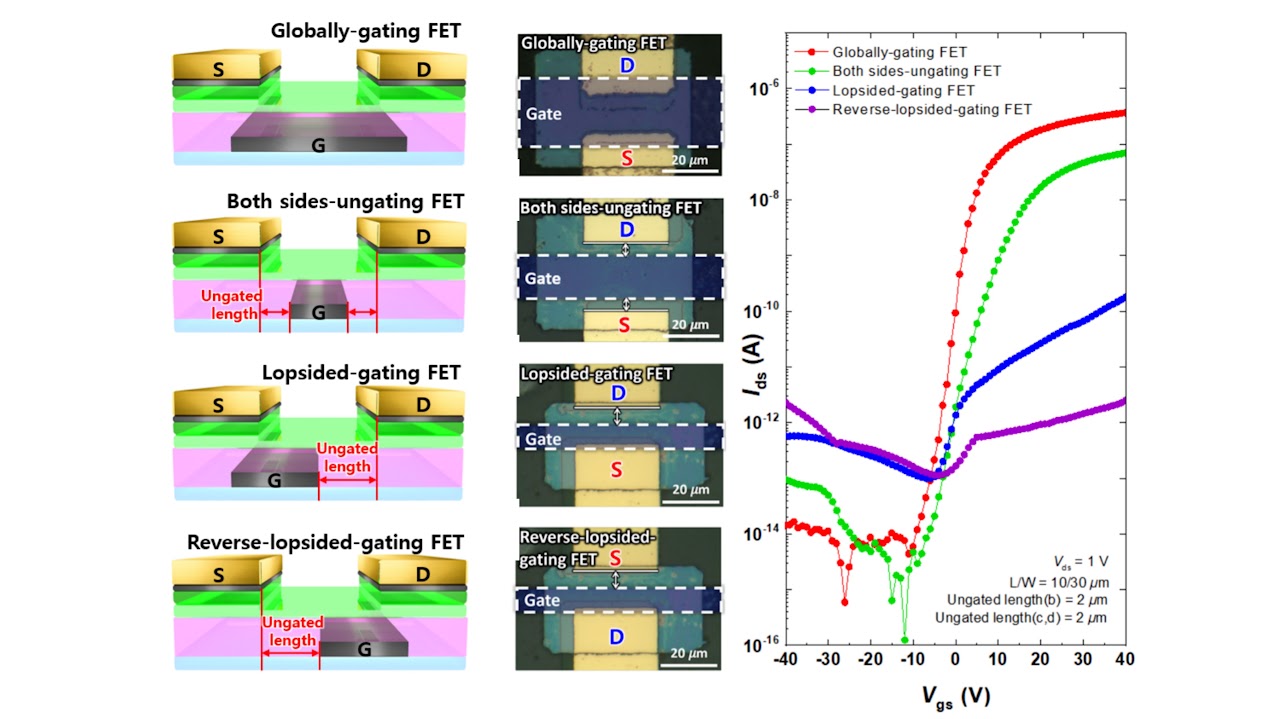 Globally-gating FET
S
D
G
Both sides-ungating FET
S
D
Ungated
length
G
Lopsided-gating FET
S
D
Ungated
length
G
Reverse-lopsided-gating FET
S
D
Ungated
length
G
Globally-gating FET
D
Gate
S
20 μm
Both sides-ungating FET
D
Gate
S
20 μm
Lopsided-gating FET
D
Gate
S
20 μm
Reverse-lopsided-
gating FET
S
Gate
D
20 μm
Globally-gating FET
Both sides-ungating FET
Lopsided-gating FET
Reverse-lopsided-gating FET
10-6
10-8
10-10
10-12
10-14
10-16
Ids (A)
Vds = 1 V
L/W = 10/30 μm
Ungated length(b) = 2 μm
Ungated length(c,d) = 2 μm
-40 -30 -20 -10 0 10 20 30 40
Vgs (V)